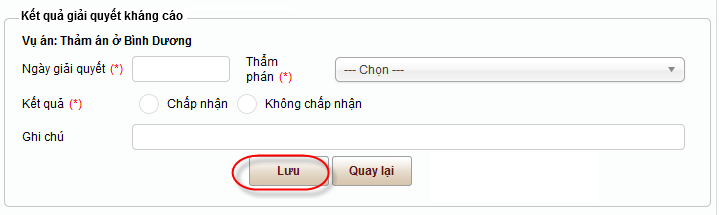 Kết quả giải quyết kháng cáo
Vụ án: Thảm án ở Bình Dương
Ngày giải quyết (*) Thẩm phán (*) --- Chọn ---
Kết quả (*) Chấp nhận Không chấp nhận
Ghi chú
Lưu Quay lại